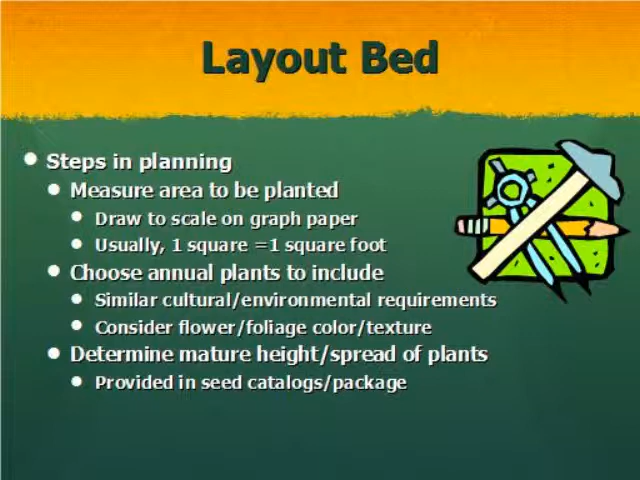 Layout Bed
Steps in planning
Measure area to be planted
Draw to scale on graph paper
Usually, 1 square =1 square foot
Choose annual plants to include
Similar cultural/environmental requirements
Consider flower/foliage color/texture
Determine mature height/spread of plants
Provided in seed catalogs/package